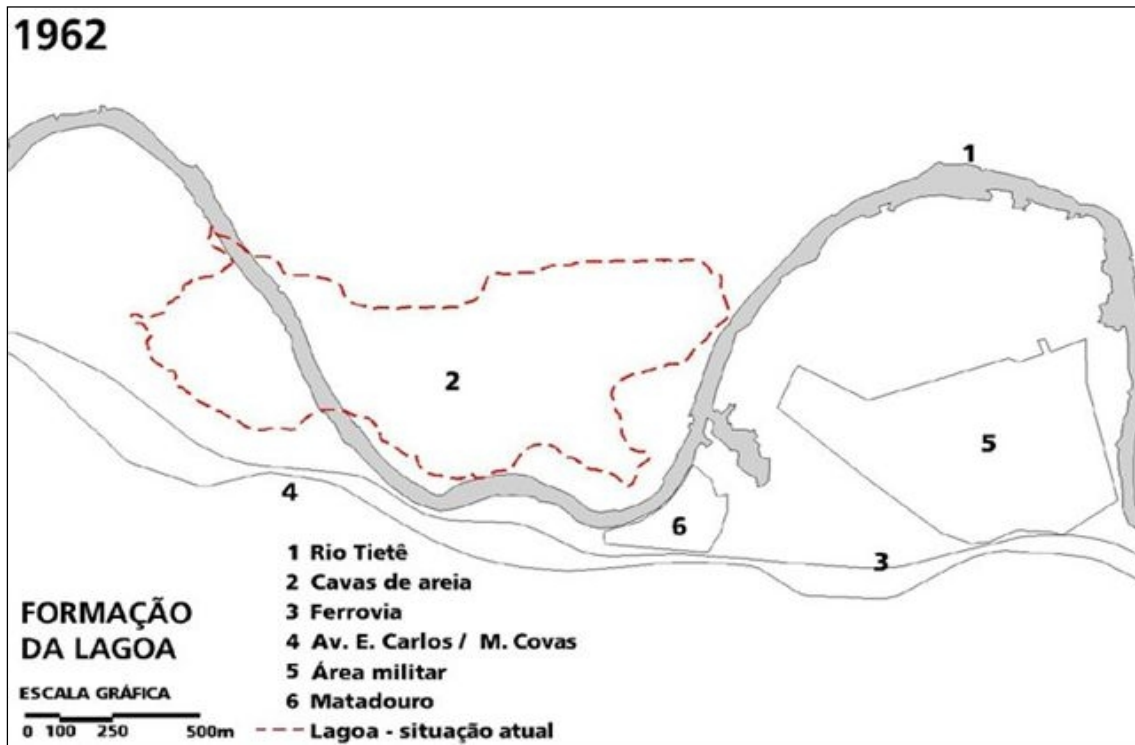 1962
1
2
5
4
6
3
1 Rio Tietê
2 Cavas de areia
3 Ferrovia
4 Av. E. Carlos / M. Covas
5 Área militar
6 Matadouro
Lagoa - situação atual
FORMAÇÃO
DA LAGOA
ESCALA GRÁFICA
0 100 250 500m